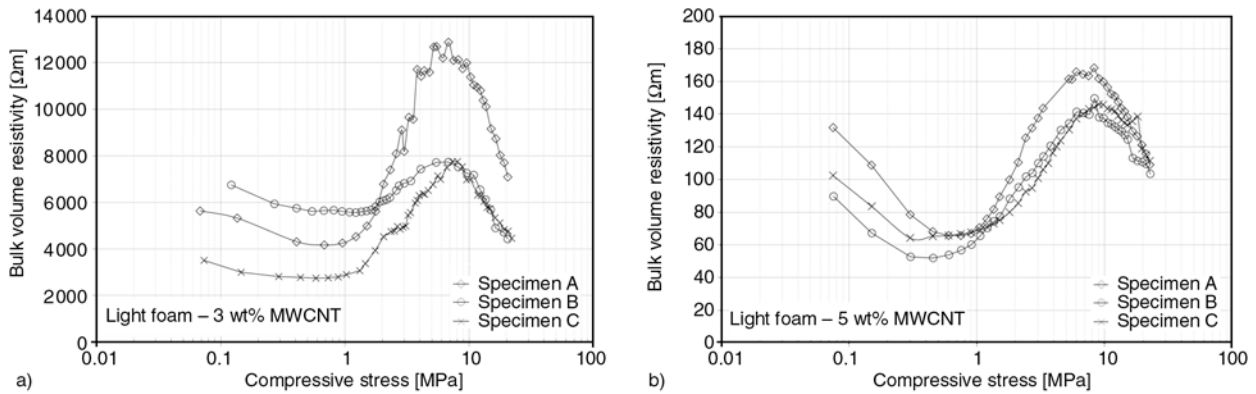 14000
12000
10000
8000
6000
4000
2000
0
Bulk volume resistivity [Ωm]
Specimen A
Specimen B
Specimen C
Light foam – 3 wt% MWCNT
0.01 0.1 1 10 100
a) Compressive stress [MPa]
200
180
160
140
120
100
80
60
40
20
0
Bulk volume resistivity [Ωm]
Specimen A
Specimen B
Specimen C
Light foam – 5 wt% MWCNT
0.01 0.1 1 10 100
b) Compressive stress [MPa]